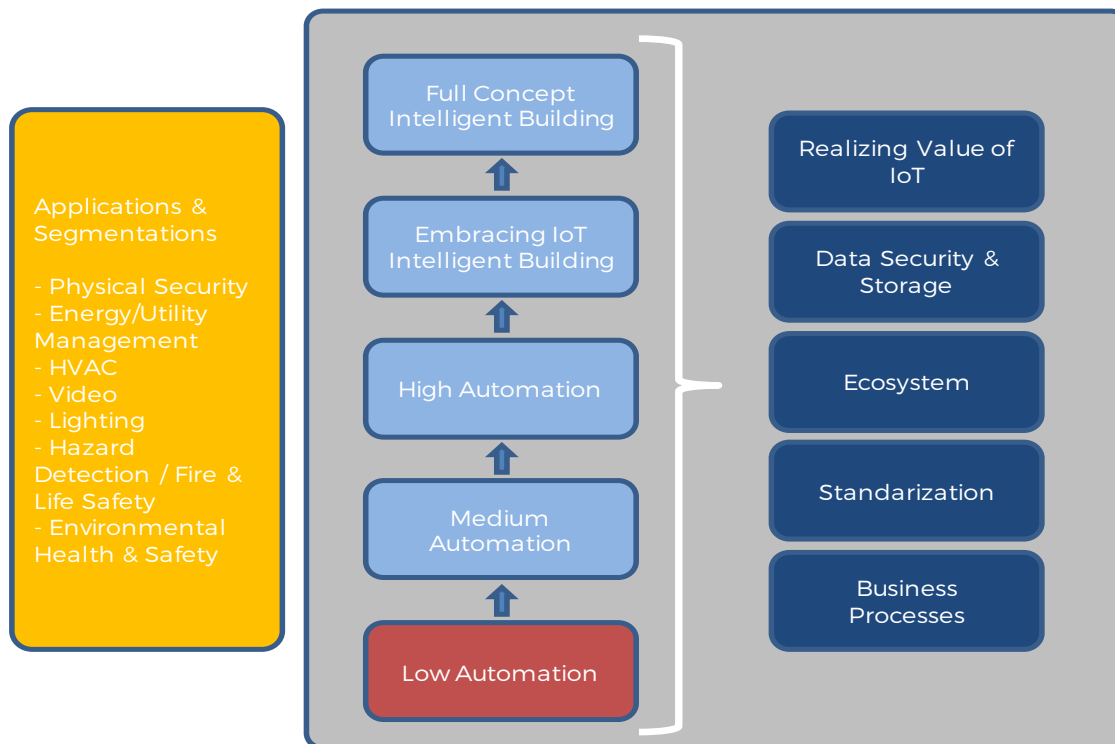 Applications &
Segmentations
- Physical Security
- Energy/Utility
Management
- HVAC
- Video
- Lighting
- Hazard
Detection / Fire &
Life Safety
- Environmental
Health & Safety
Full Concept
Intelligent Building
Embracing IoT
Intelligent Building
High Automation
Medium
Automation
Low Automation
Realizing Value of
IoT
Data Security &
Storage
Ecosystem
Standarization
Business
Processes